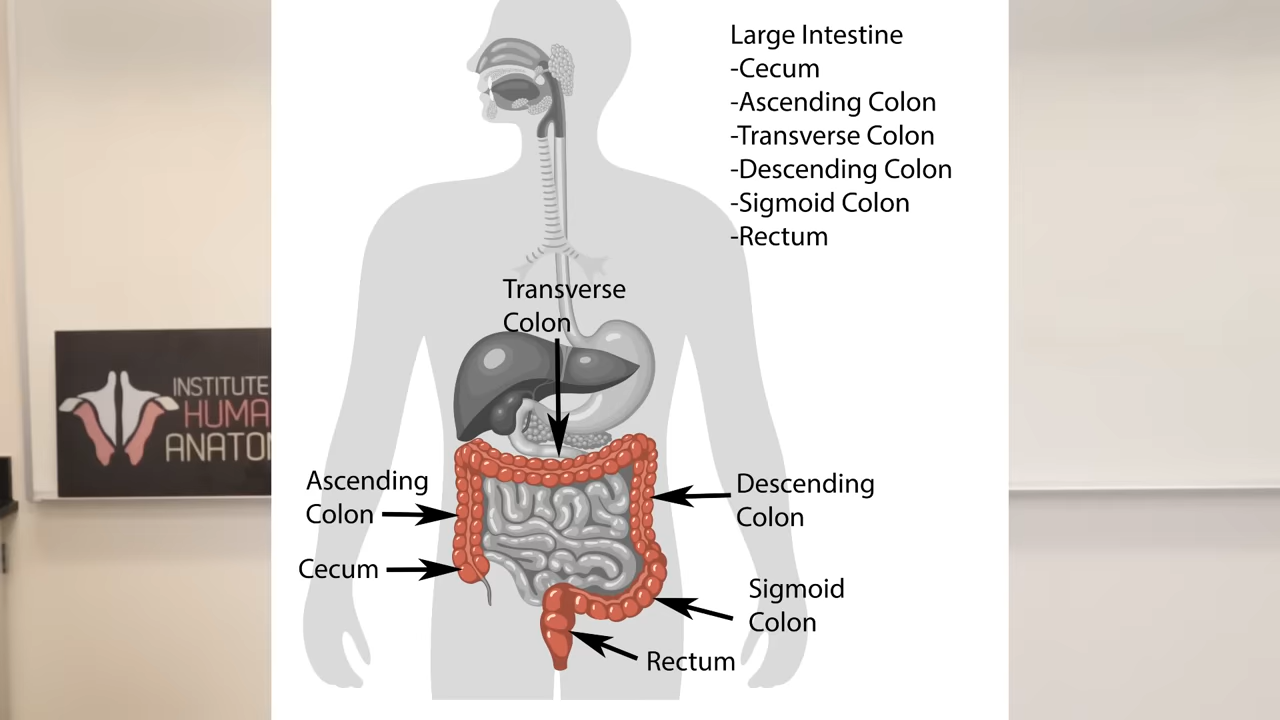 Large Intestine
-Cecum
-Ascending Colon
-Transverse Colon
-Descending Colon
-Sigmoid Colon
-Rectum
Transverse
Colon
Ascending
Colon
Cecum
Descending
Colon
Sigmoid
Colon
Rectum
INSTITUTE